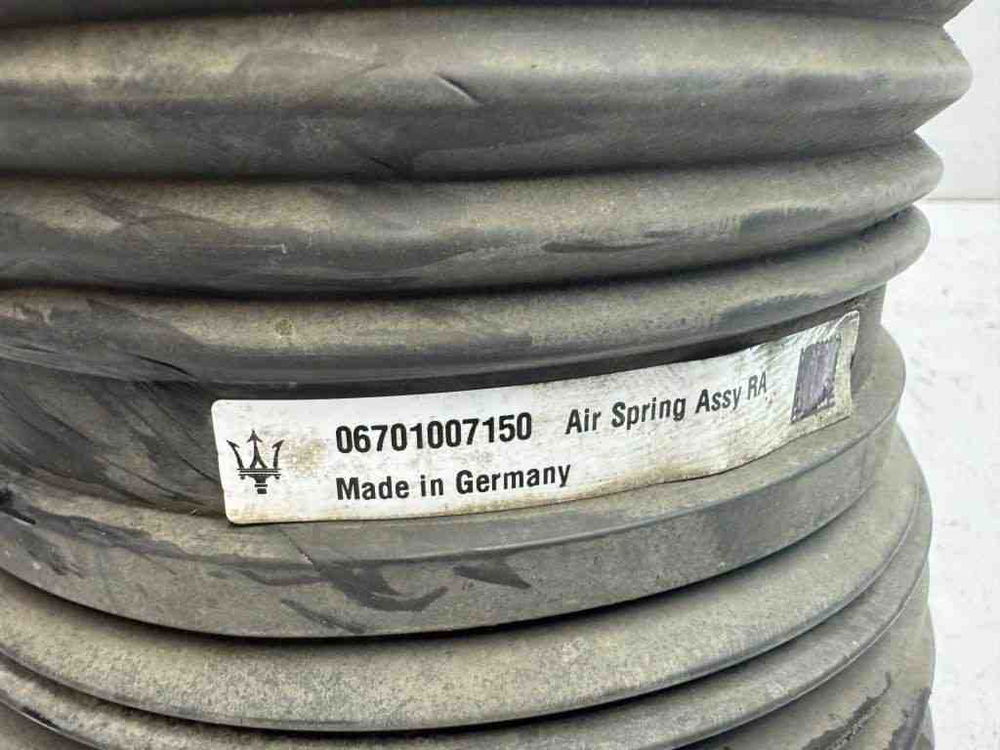 06701007150 Air Spring Assy RA
Made in Germany